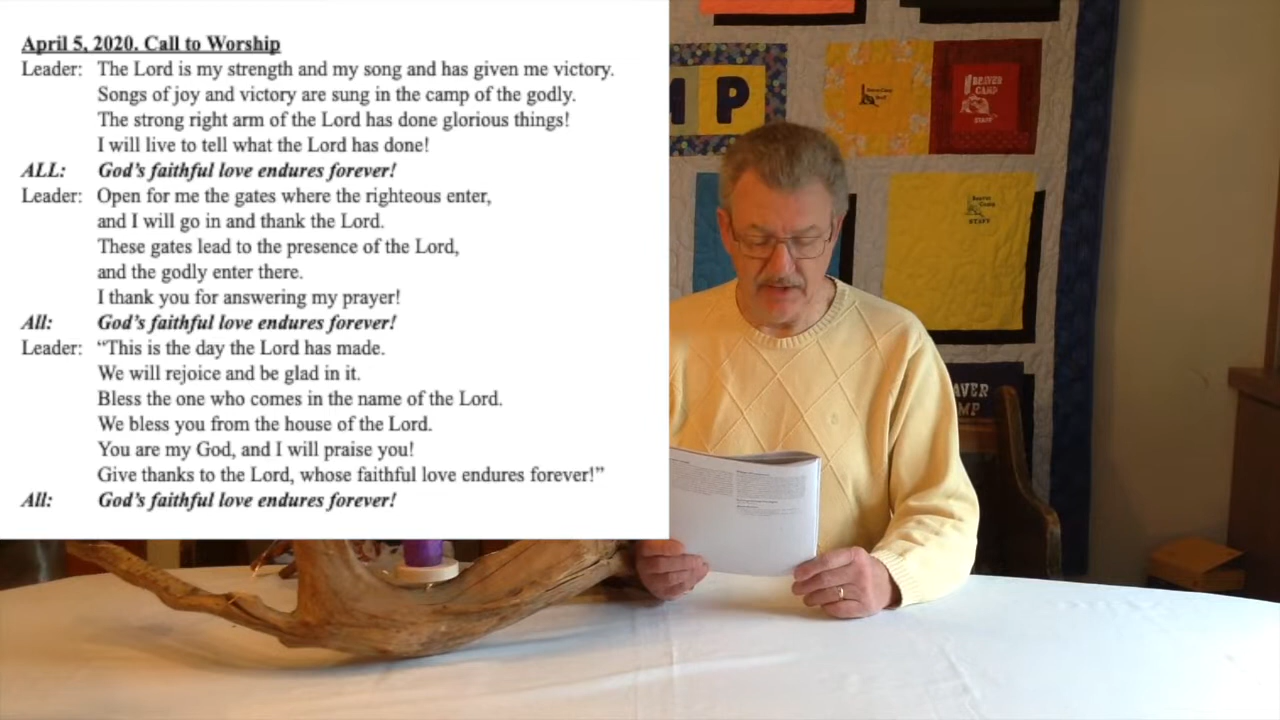 April 5, 2020. Call to Worship
Leader: The Lord is my strength and my song and has given me victory.
Songs of joy and victory are sung in the camp of the godly.
The strong right arm of the Lord has done glorious things!
I will live to tell what the Lord has done!
ALL: God's faithful love endures forever!
Leader: Open for me the gates where the righteous enter,
and I will go in and thank the Lord.
These gates lead to the presence of the Lord,
and the godly enter there.
I thank you for answering my prayer!
All: God's faithful love endures forever!
Leader: “This is the day the Lord has made.
We will rejoice and be glad in it.
Bless the one who comes in the name of the Lord.
We bless you from the house of the Lord.
You are my God, and I will praise you!
Give thanks to the Lord, whose faithful love endures forever!”
All: God's faithful love endures forever!
MP
BEAVER
CAMP
STAFF
Beaver
Camp
STAFF
AVER
MP